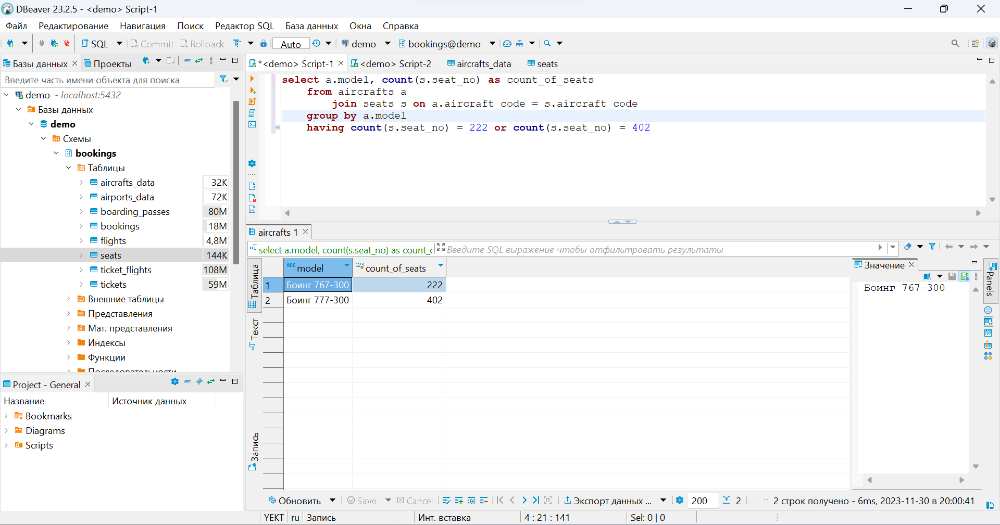 DBeaver 23.2.5 - <demo> Script-1
Файл Редактирование Навигация Поиск Редактор SQL База данных Окна Справка
SQL Commit Rollback Auto demo bookings@demo
Базы данных Проекты
Введите часть имени объекта для поиска
demo - localhost:5432
Базы данных
demo
Схемы
bookings
Таблицы
aircrafts_data 32K
airports_data 72K
boarding_passes 80M
bookings 18M
flights 4,8M
seats 144K
ticket_flights 108M
tickets 59M
Внешние таблицы
Представления
Мат. представления
Индексы
Функции
Последовательности
Project - General
Название Источник данных
Bookmarks
Diagrams
Scripts
*<demo> Script-1 <demo> Script-2 aircrafts_data seats
select a.model, count(s.seat_no) as count_of_seats
from aircrafts a
join seats s on a.aircraft_code = s.aircraft_code
group by a.model
having count(s.seat_no) = 222 or count(s.seat_no) = 402
aircrafts 1
select a.model, count(s.seat_no) as count_c Введите SQL выражение чтобы отфильтровать результаты
Таблица
Текст
Запись
ABC model 123 count_of_seats
1 Боинг 767-300 222
2 Боинг 777-300 402
Значение
Боинг 767-300
Panels
Обновить Save Cancel Экспорт данных ... 200 2 2 строк получено - 6ms, 2023-11-30 в 20:00:41
YEKT ru Запись Инт. вставка 4 : 21 : 141 Sel: 0 | 0